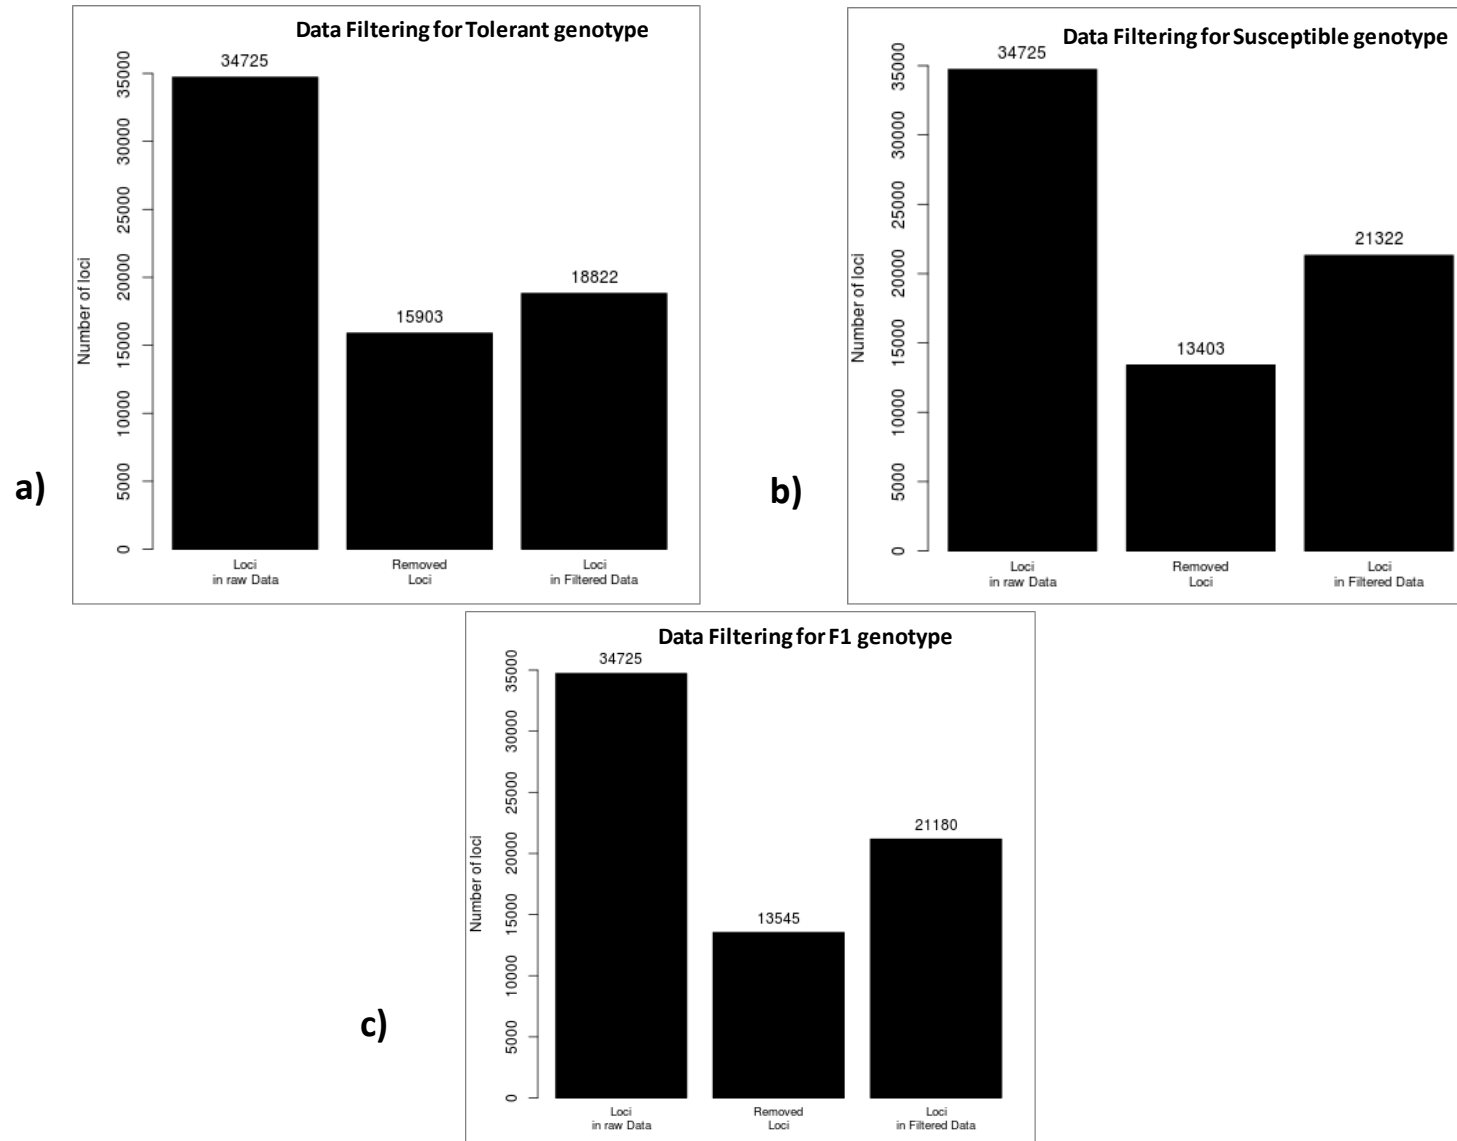 Data Filtering for Tolerant genotype
34725
15903
18822
Number of loci
35000
30000
25000
20000
15000
10000
5000
0
Loci
in raw Data
Removed
Loci
Loci
in Filtered Data
a)
Data Filtering for Susceptible genotype
34725
13403
21322
Number of loci
35000
30000
25000
20000
15000
10000
5000
0
Loci
in raw Data
Removed
Loci
Loci
in Filtered Data
b)
Data Filtering for F1 genotype
34725
13545
21180
Number of loci
35000
30000
25000
20000
15000
10000
5000
0
Loci
in raw Data
Removed
Loci
Loci
in Filtered Data
c)